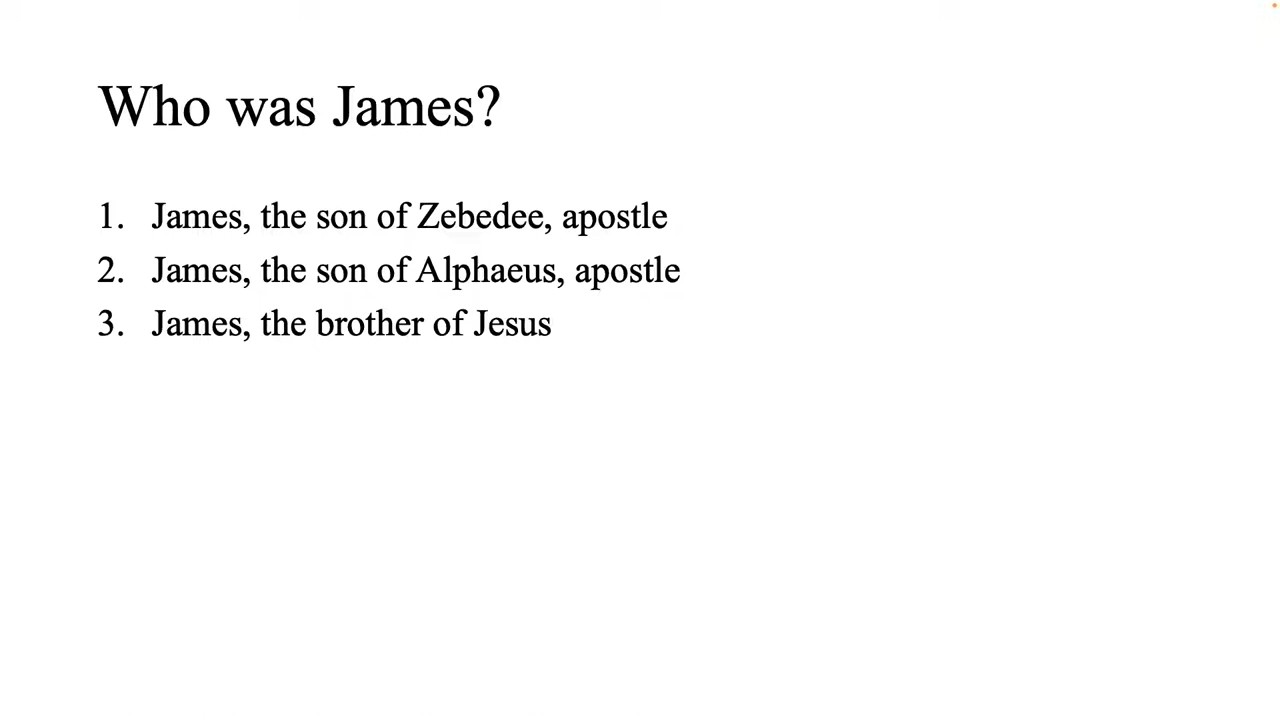 Who was James?
1. James, the son of Zebedee, apostle
2. James, the son of Alphaeus, apostle
3. James, the brother of Jesus